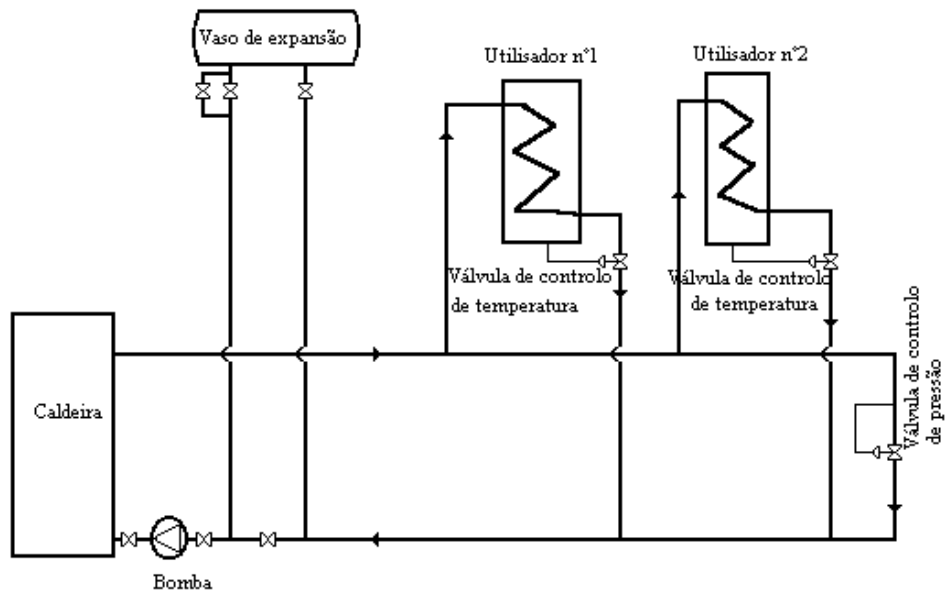 Vaso de expansão
Utilisador nº1
Utilisador nº2
Válvula de controlo
de temperatura
Válvula de controlo
de temperatura
Válvula de controlo
de pressão
Caldeira
Bomba